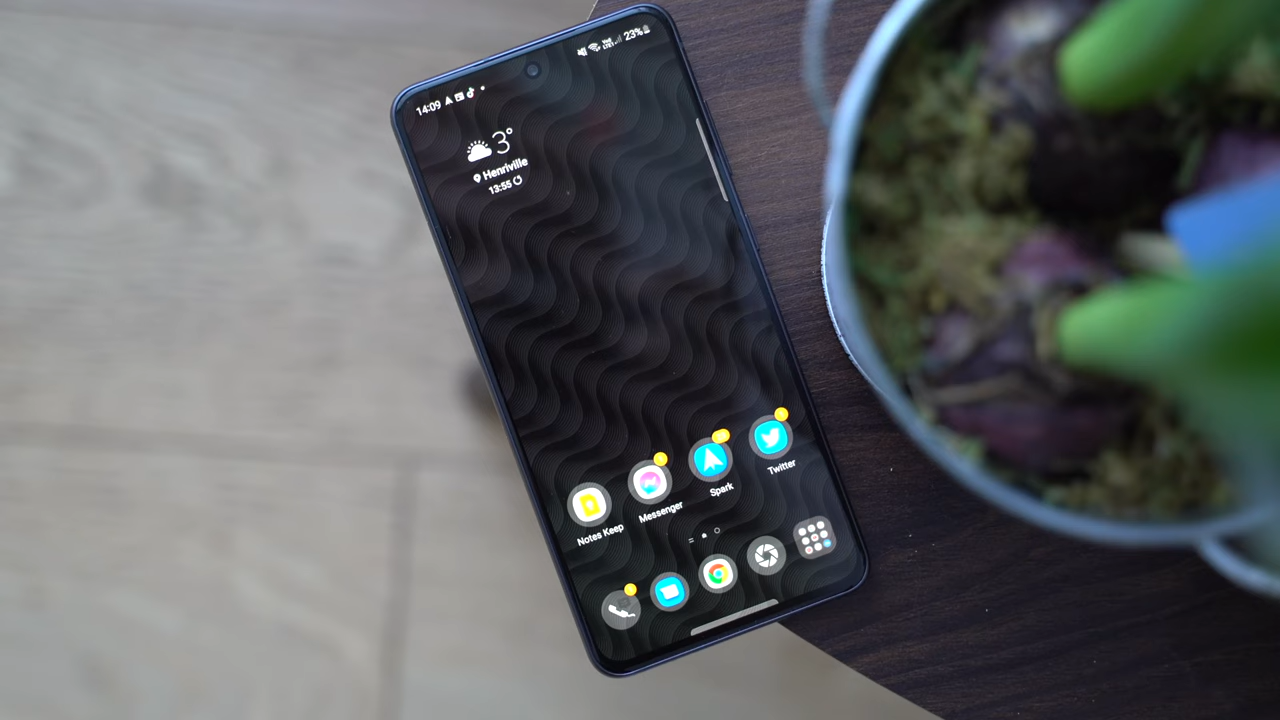 14:09
23%
3°
Henriville
13:55
Notes Keep
Messenger
Spark
Twitter